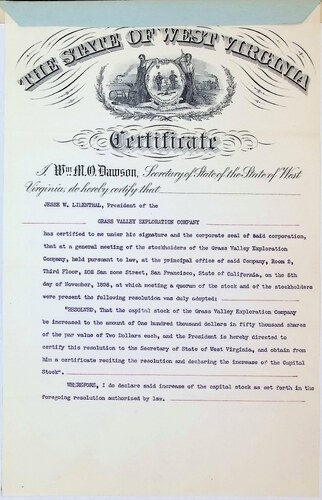 THE STATE OF WEST VIRGINIA
Certificate
I Wm M.O. Dawson, Secretary of State of the State of West
Virginia, do hereby certify that
JESSE W. LILENTHAL, President of the
GRASS VALLEY EXPLORATION COMPANY
has certified to me under his signature and the corporate seal of said corporation,
that at a general meeting of the stockholders of the Grass Valley Exploration
Company, held pursuant to law, at the principal office of said Company, Room 2,
Third Floor, 205 San some Street, San Francisco, State of California, on the 5th
day of November, 1898, at which meeting a quorum of the stock and of the stockholders
were present the following resolution was duly adopted:
"RESOLVED, That the capital stock of the Grass Valley Exploration Company
be increased to the amount of One hundred thousand dollars in fifty thousand shares
of the par value of Two Dollars each, and the President is hereby directed to
certify this resolution to the Secretary of State of West Virginia, and obtain from
him a certificate reciting the resolution and declaring the increase of the Capital
Stock".
WHEREFORE, I do declare said increase of the capital stock as set forth in the
foregoing resolution authorized by law.